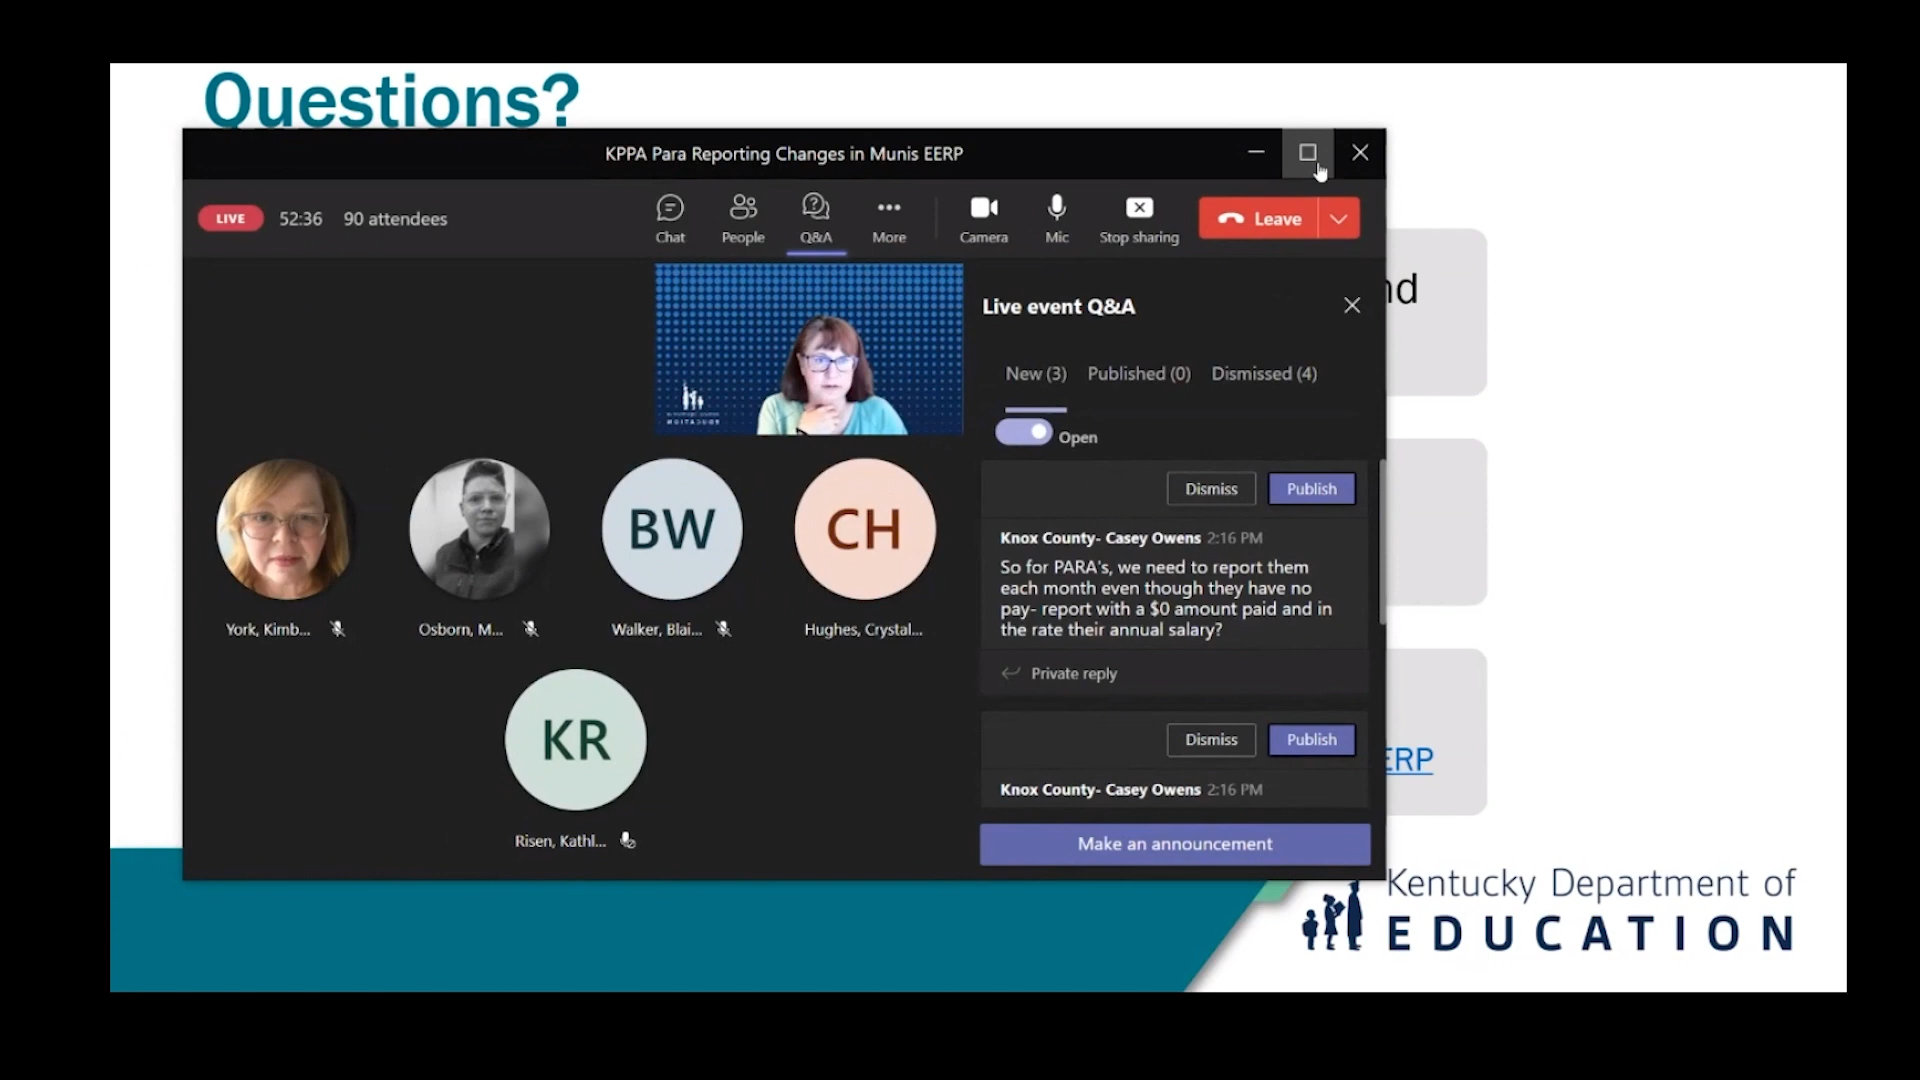 Questions?
KPPA Para Reporting Changes in Munis EERP
LIVE 52:36 90 attendees
Chat People Q&A More Camera Mic Stop sharing Leave
Live event Q&A
New (3) Published (0) Dismissed (4)
Open
Dismiss Publish
Knox County- Casey Owens 2:16 PM
So for PARA's, we need to report them
each month even though they have no
pay- report with a $0 amount paid and in
the rate their annual salary?
Private reply
Dismiss Publish
Knox County- Casey Owens 2:16 PM
Make an announcement
BW
CH
York, Kimb...
Osborn, M...
Walker, Blai...
Hughes, Crystal...
KR
Risen, Kathl...
nd
ERP
Kentucky Department of
EDUCATION